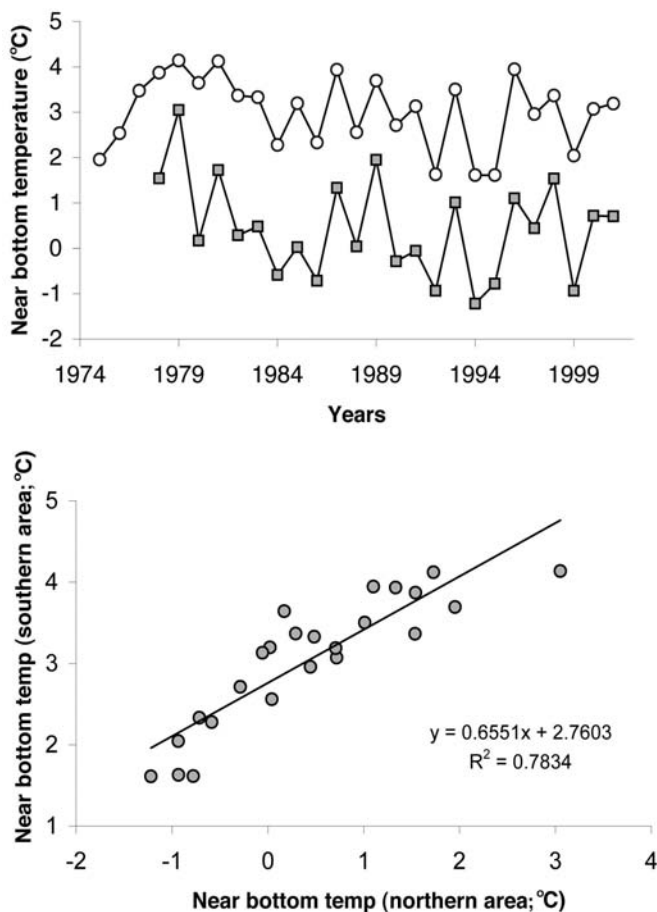 Near bottom temperature (°C)
5
4
3
2
1
0
-1
-2
1974 1979 1984 1989 1994 1999
Years
Near bottom temp (southern area; °C)
5
4
3
2
1
y = 0.6551x + 2.7603
R² = 0.7834
-2 -1 0 1 2 3 4
Near bottom temp (northern area; °C)